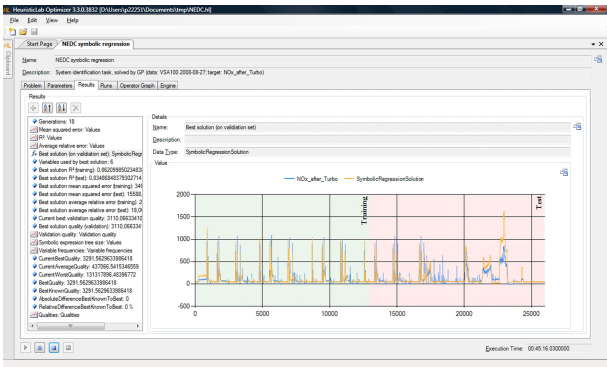 HeuristicLab Optimizer 3.3.0.3832 [D:\Users\p22251\Documents\tmp\NEDC.hl]
File Edit View Help
Start Page NEDC symbolic regression
Clipboard
Name: NEDC symbolic regression
Description: System identification task, solved by GP (data: VSA100 2008-08-27; target: NOx_after_Turbo)
Problem Parameters Results Runs Operator Graph Engine
Results
Generations: 18
Mean squared error: Values
R²: Values
Average relative error: Values
Best solution (on validation set): SymbolicRegr
Variables used by best solution: 6
Best solution R² (training): 0,8620998502348
Best solution R² (test): 0,83486848379302714
Best solution mean squared error (training): 34
Best solution mean squared error (test): 15588,
Best solution average relative error (training): 2
Best solution average relative error (test): 18,0
Current best validation quality: 3110,06633410
Best solution quality (validation): 3110,066334
Validation quality: Validation quality
Symbolic expression tree size: Values
Variable frequencies: Variable frequencies
CurrentBestQuality: 3291,5629633986418
CurrentAverageQuality: 437066,5415346559
CurrentWorstQuality: 131317896,48396772
BestQuality: 3291,5629633986418
BestKnownQuality: 3291,5629633986418
AbsoluteDifferenceBestKnownToBest: 0
RelativeDifferenceBestKnownToBest: 0 %
Qualities: Qualities
Details
Name: Best solution (on validation set)
Description:
Data Type: SymbolicRegressionSolution
Value
NOx_after_Turbo SymbolicRegressionSolution
Training
Test
2000
1500
1000
500
0
-500
0 5000 10000 15000 20000 25000
Execution Time: 00:45:16.0300000